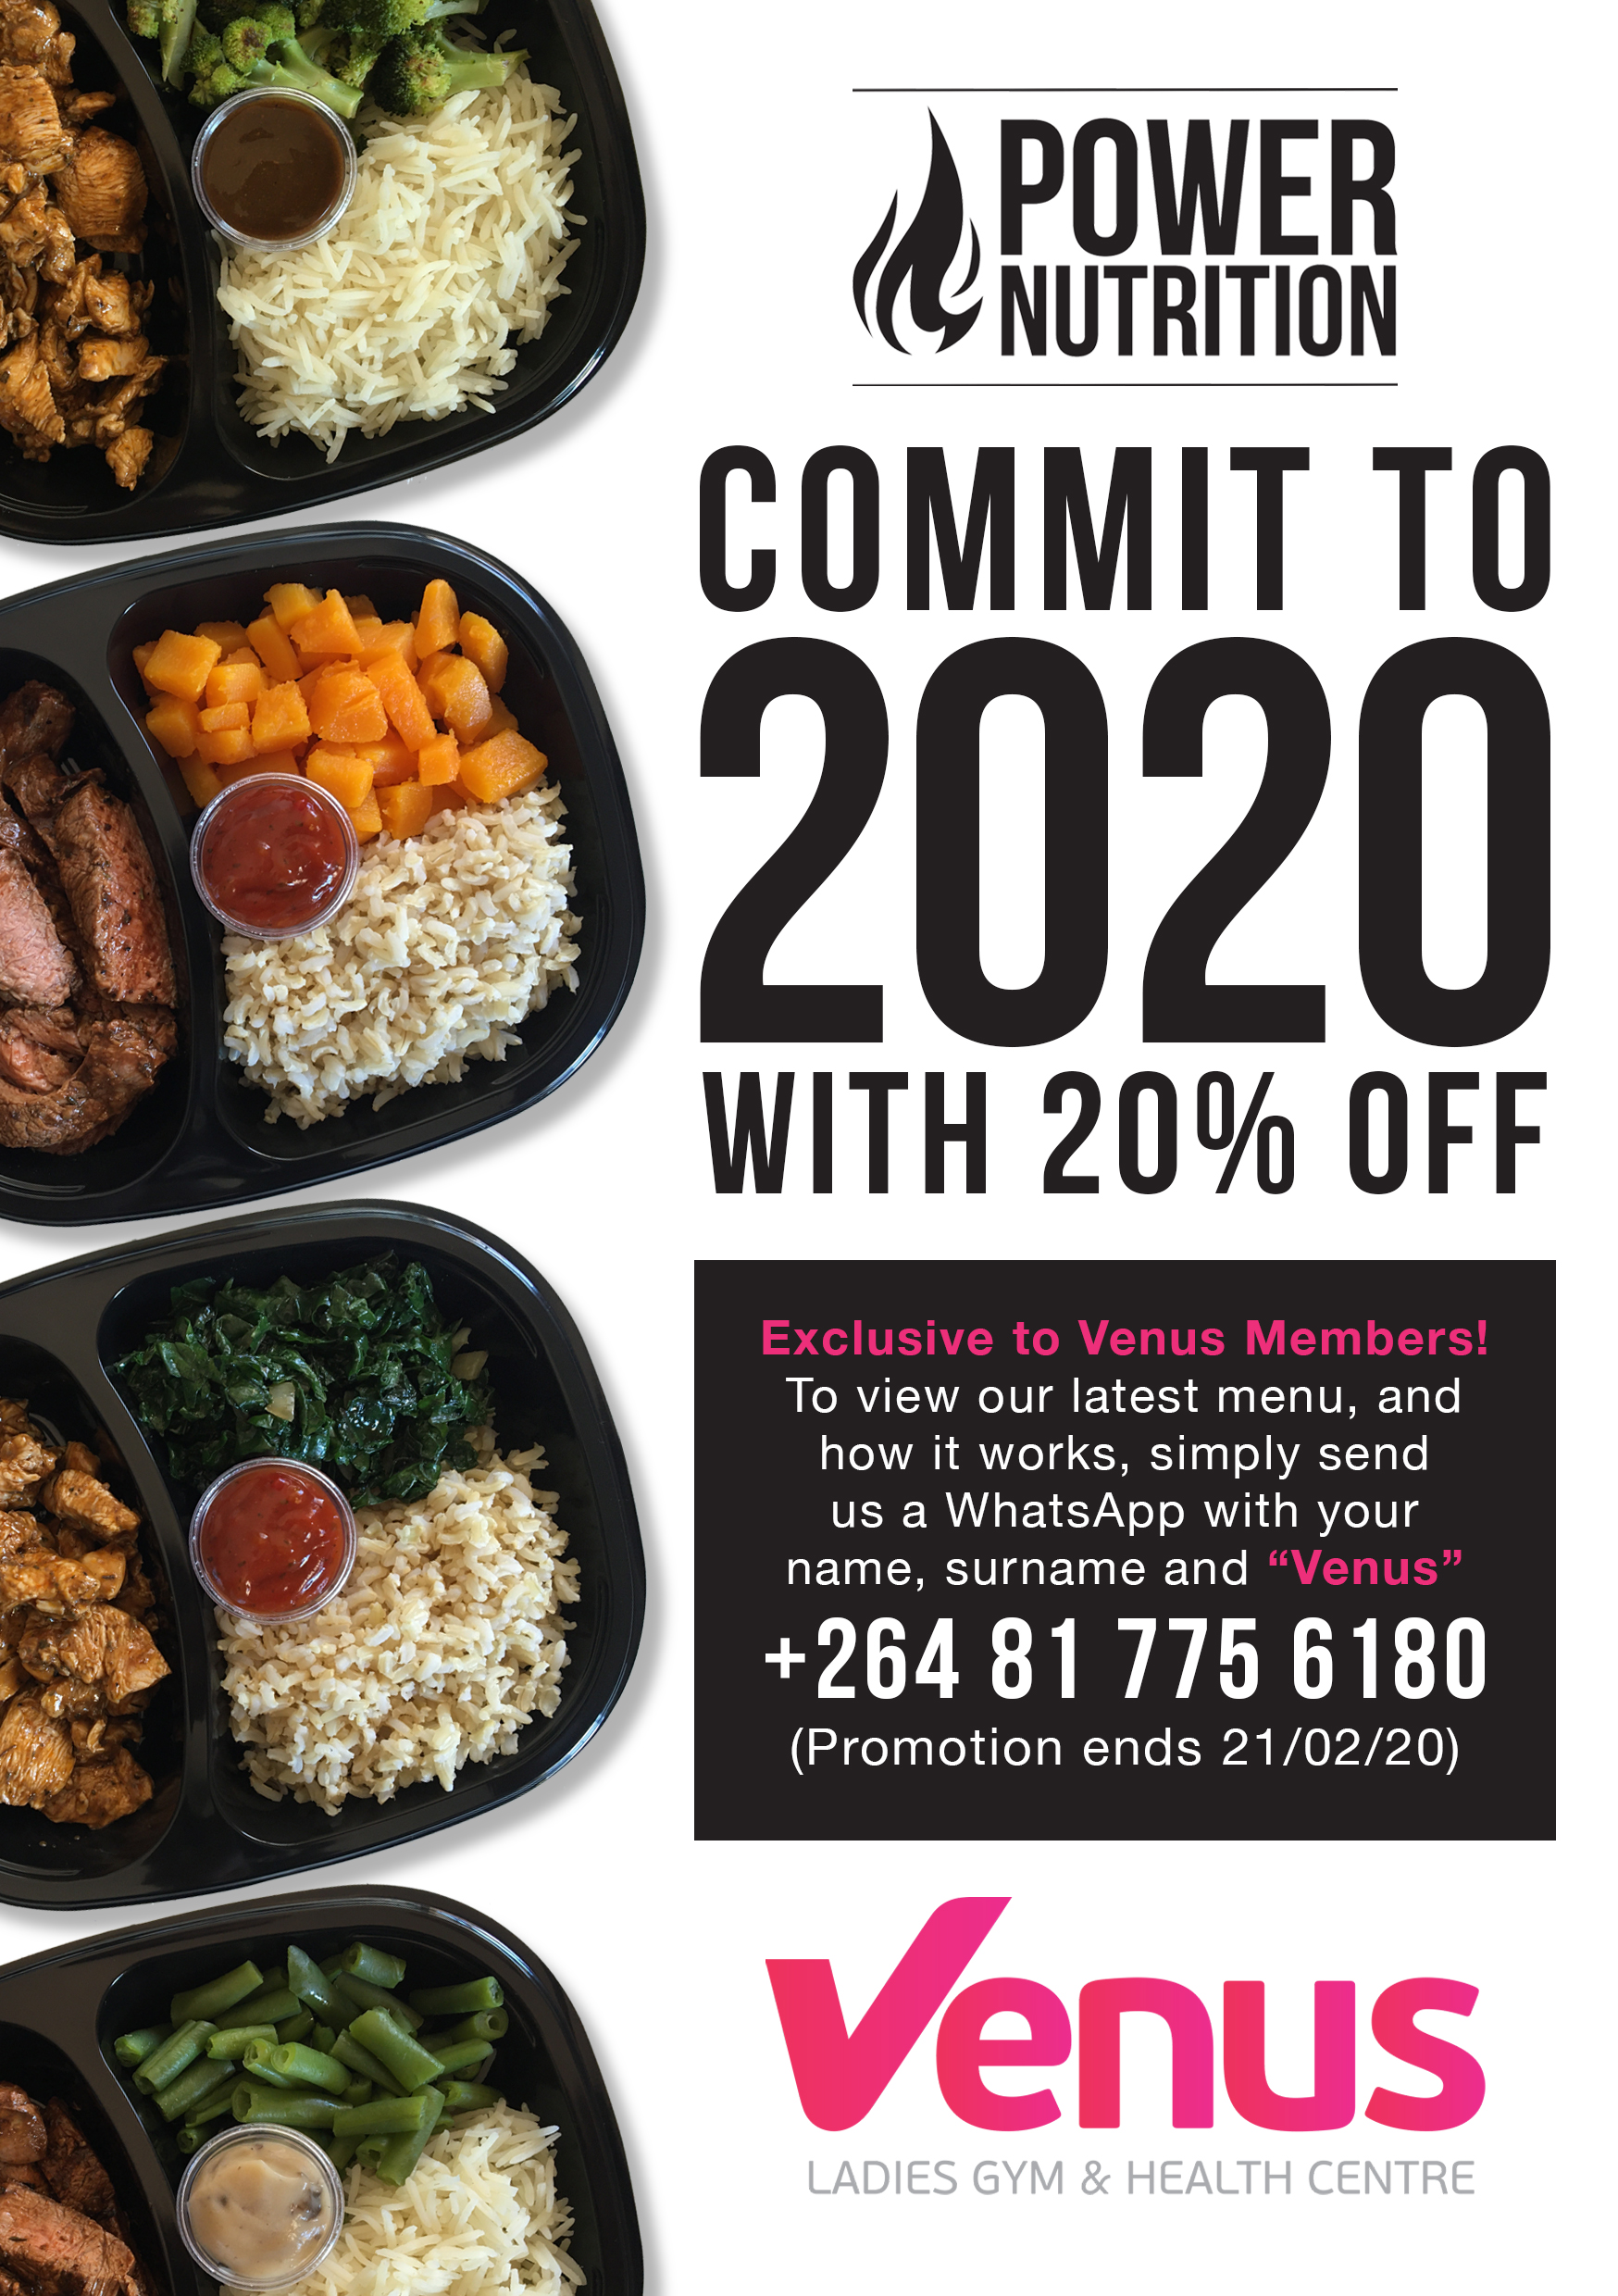 POWER
NUTRITION
COMMIT TO
2020
WITH 20% OFF
Exclusive to Venus Members!
To view our latest menu, and
how it works, simply send
us a WhatsApp with your
name, surname and “Venus”
+264 81 775 6180
(Promotion ends 21/02/20)
Venus
LADIES GYM & HEALTH CENTRE